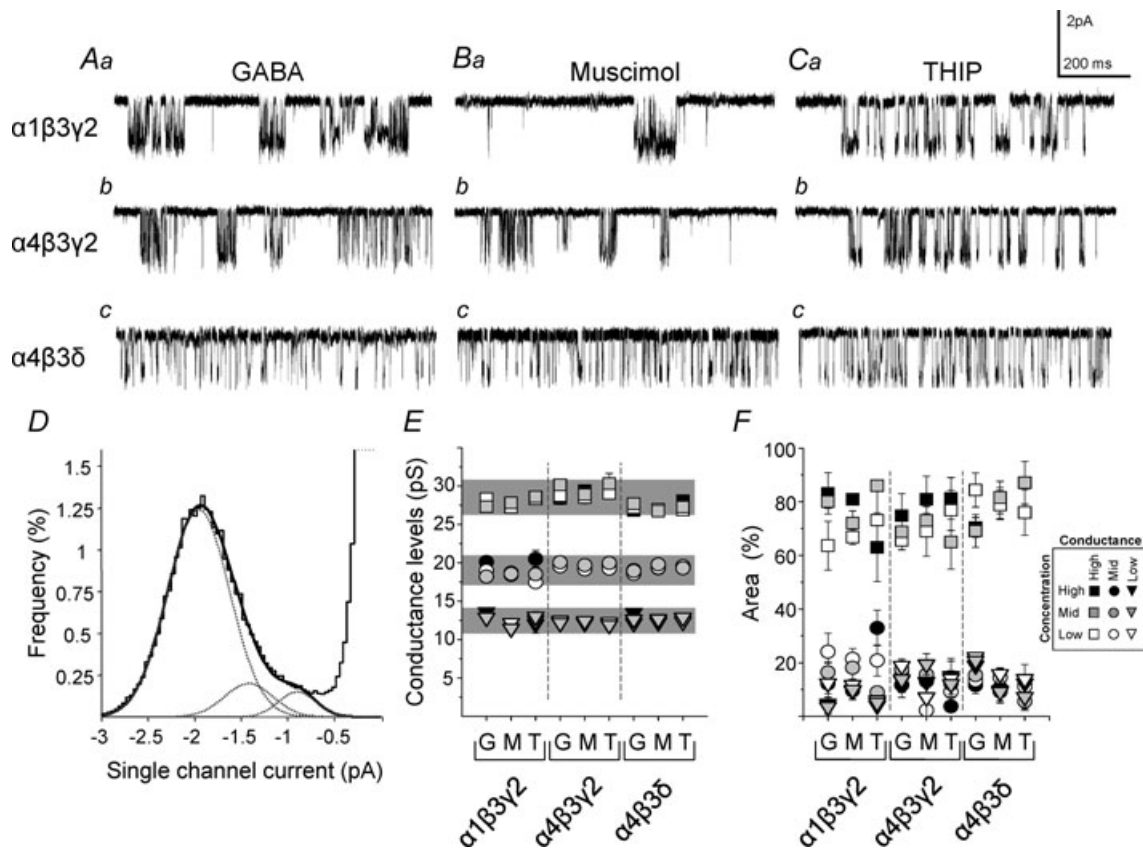 2pA
200 ms
Aa
GABA
Ba
Muscimol
Ca
THIP
α1β3γ2
b
b
b
α4β3γ2
c
c
c
α4β3δ
D
Frequency (%)
1.5
1.25
1
0.75
0.5
0.25
-3
-2.5
-2
-1.5
-1
-0.5
Single channel current (pA)
E
Conductance levels (pS)
35
30
25
20
15
10
5
G M T G M T G M T
α1β3γ2
α4β3γ2
α4β3δ
F
Area (%)
100
80
60
40
20
0
G M T G M T G M T
α1β3γ2
α4β3γ2
α4β3δ
Conductance
High
Mid
Low
Concentration
High
Mid
Low